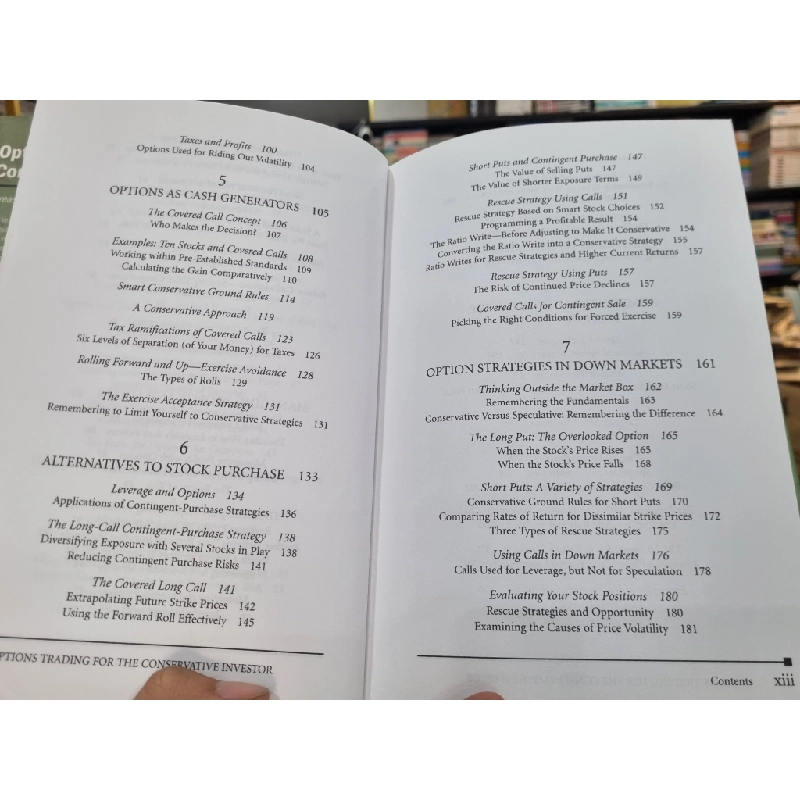 Taxes and Profits 100
Options Used for Riding Out Volatility 104
5
OPTIONS AS CASH GENERATORS 105
The Covered Call Concept 106
Who Makes the Decision? 107
Examples: Ten Stocks and Covered Calls 108
Working within Pre-Established Standards 109
Calculating the Gain Comparatively 110
Smart Conservative Ground Rules 114
A Conservative Approach 119
Tax Ramifications of Covered Calls 123
Six Levels of Separation (of Your Money) for Taxes 126
Rolling Forward and Up—Exercise Avoidance 128
The Types of Rolls 129
The Exercise Acceptance Strategy 131
Remembering to Limit Yourself to Conservative Strategies 131
6
ALTERNATIVES TO STOCK PURCHASE 133
Leverage and Options 134
Applications of Contingent-Purchase Strategies 136
The Long-Call Contingent-Purchase Strategy 138
Diversifying Exposure with Several Stocks in Play 138
Reducing Contingent Purchase Risks 141
The Covered Long Call 141
Extrapolating Future Strike Prices 142
Using the Forward Roll Effectively 145
PTIONS TRADING FOR THE CONSERVATIVE INVESTOR
Short Puts and Contingent Purchase 147
The Value of Selling Puts 147
The Value of Shorter Exposure Terms 149
Rescue Strategy Using Calls 151
Rescue Strategy Based on Smart Stock Choices 152
Programming a Profitable Result 154
The Ratio Write—Before Adjusting to Make It Conservative 154
Converting the Ratio Write into a Conservative Strategy 155
Ratio Writes for Rescue Strategies and Higher Current Returns 157
Rescue Strategy Using Puts 157
The Risk of Continued Price Declines 157
Covered Calls for Contingent Sale 159
Picking the Right Conditions for Forced Exercise 159
7
OPTION STRATEGIES IN DOWN MARKETS 161
Thinking Outside the Market Box 162
Remembering the Fundamentals 163
Conservative Versus Speculative: Remembering the Difference 164
The Long Put: The Overlooked Option 165
When the Stock's Price Rises 165
When the Stock's Price Falls 168
Short Puts: A Variety of Strategies 169
Conservative Ground Rules for Short Puts 170
Comparing Rates of Return for Dissimilar Strike Prices 172
Three Types of Rescue Strategies 175
Using Calls in Down Markets 176
Calls Used for Leverage, but Not for Speculation 178
Evaluating Your Stock Positions 180
Rescue Strategies and Opportunity 180
Examining the Causes of Price Volatility 181
Contents xiii